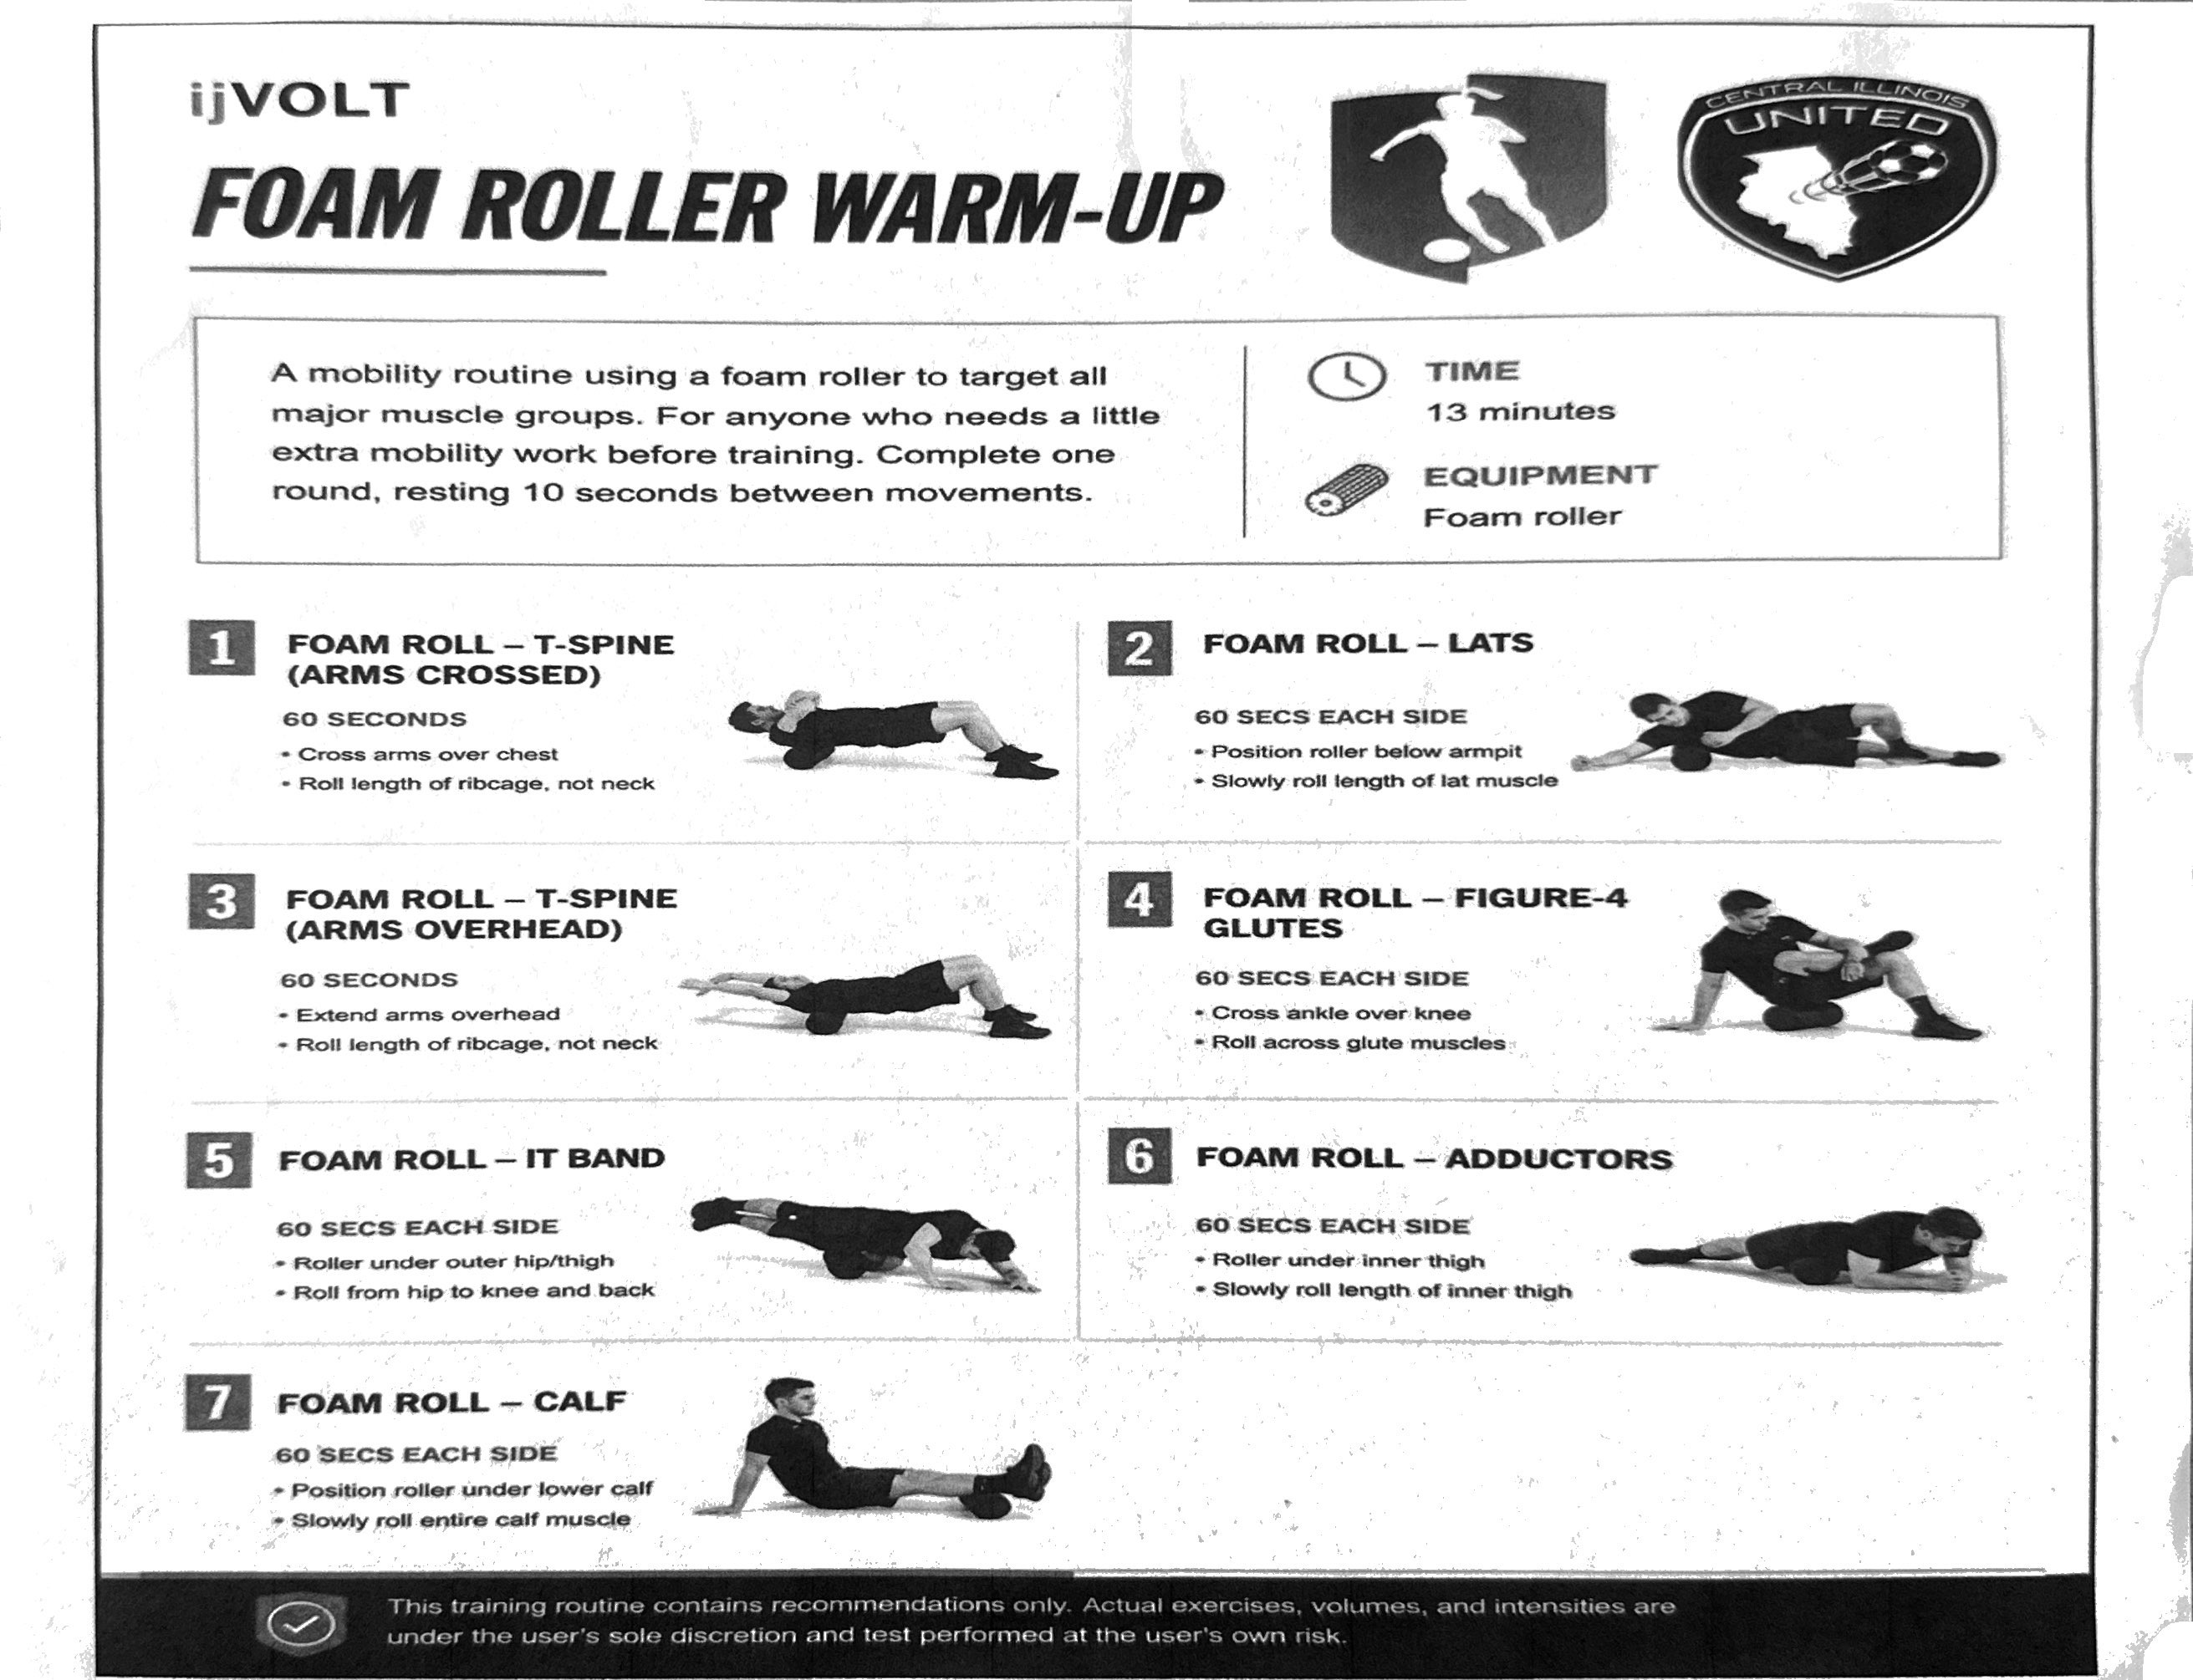 ijVOLT
FOAM ROLLER WARM-UP
CENTRAL ILLINOIS
UNITED
A mobility routine using a foam roller to target all
major muscle groups. For anyone who needs a little
extra mobility work before training. Complete one
round, resting 10 seconds between movements.
TIME
13 minutes
EQUIPMENT
Foam roller
1
FOAM ROLL – T-SPINE
(ARMS CROSSED)
60 SECONDS
• Cross arms over chest
• Roll length of ribcage, not neck
2
FOAM ROLL – LATS
60 SECS EACH SIDE
• Position roller below armpit
• Slowly roll length of lat muscle
3
FOAM ROLL – T-SPINE
(ARMS OVERHEAD)
60 SECONDS
• Extend arms overhead
• Roll length of ribcage, not neck
4
FOAM ROLL – FIGURE-4
GLUTES
60 SECS EACH SIDE
• Cross ankle over knee
• Roll across glute muscles
5
FOAM ROLL – IT BAND
60 SECS EACH SIDE
• Roller under outer hip/thigh
• Roll from hip to knee and back
6
FOAM ROLL – ADDUCTORS
60 SECS EACH SIDE
• Roller under inner thigh
• Slowly roll length of inner thigh
7
FOAM ROLL – CALF
60 SECS EACH SIDE
• Position roller under lower calf
• Slowly roll entire calf muscle
This training routine contains recommendations only. Actual exercises, volumes, and intensities are
under the user's sole discretion and test performed at the user's own risk.